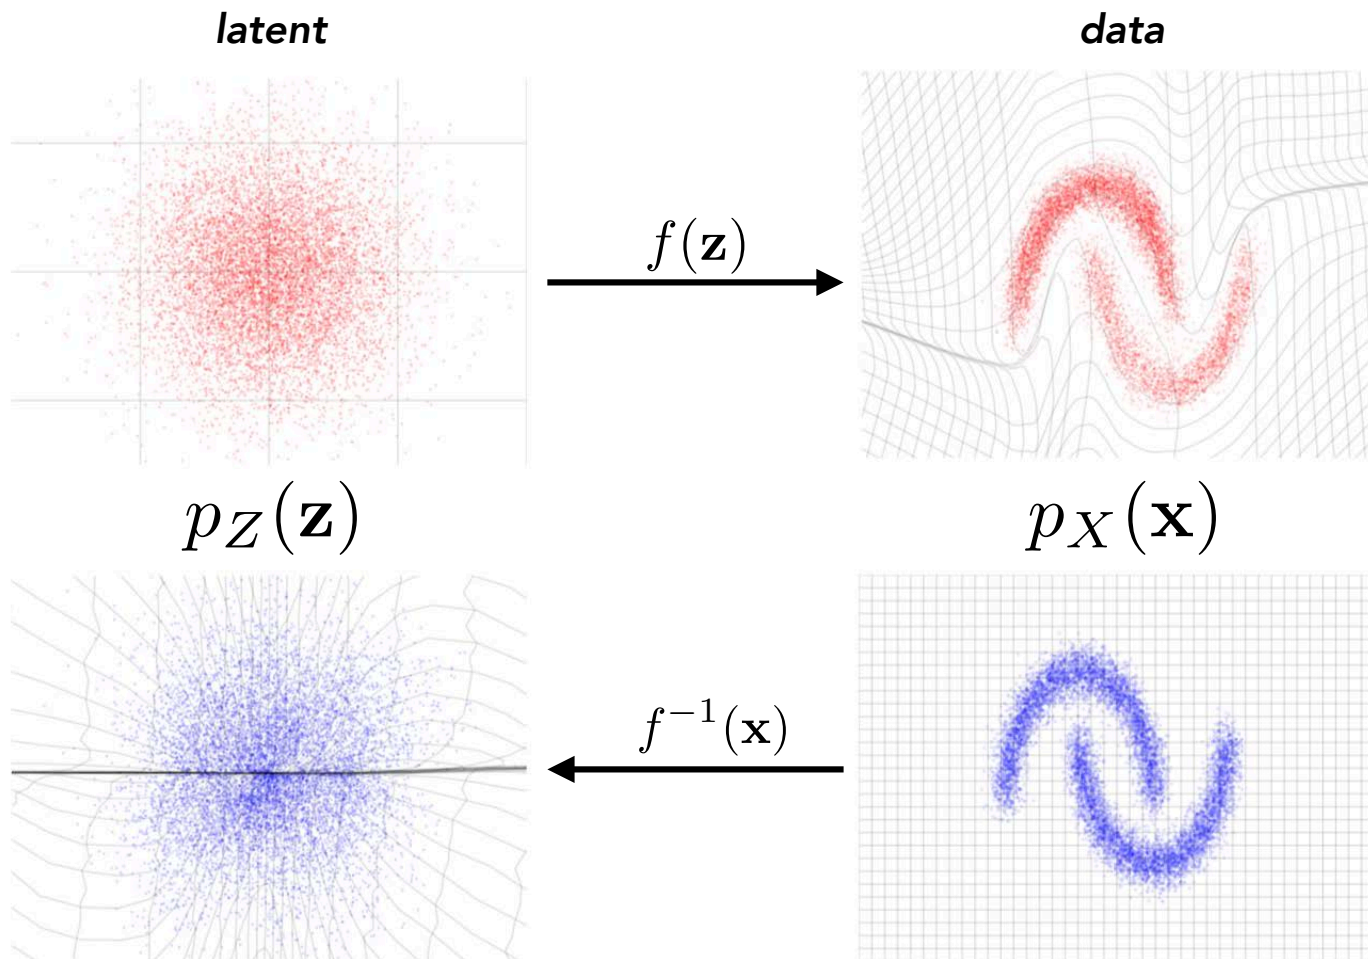 latent
data
f(z)
p_Z(z)
p_X(x)
f^{-1}(x)